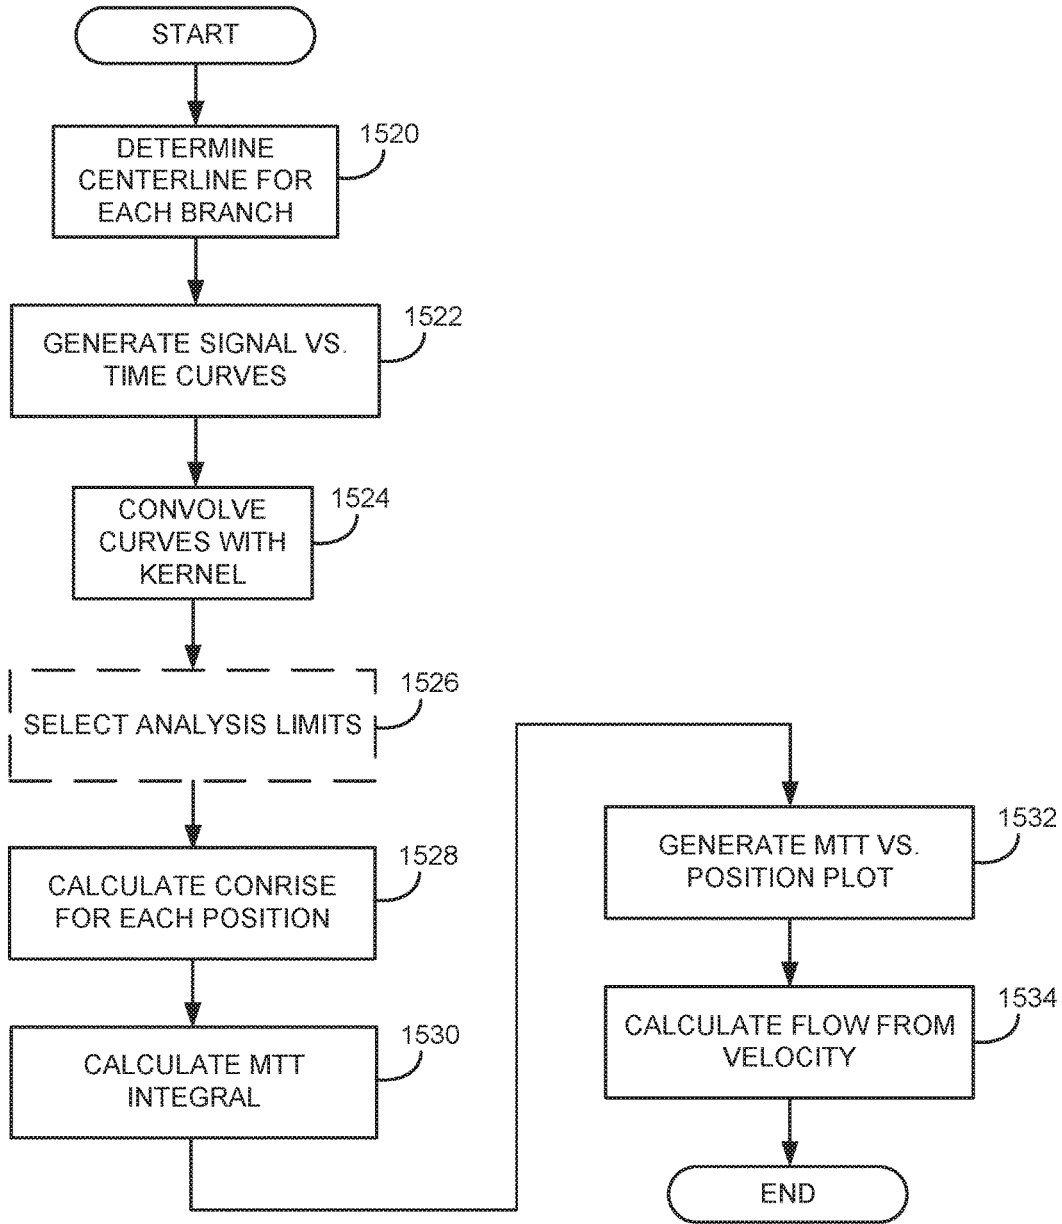 START
1520
DETERMINE
CENTERLINE FOR
EACH BRANCH
1522
GENERATE SIGNAL VS.
TIME CURVES
1524
CONVOLVE
CURVES WITH
KERNEL
1526
SELECT ANALYSIS LIMITS
1528
CALCULATE CONRISE
FOR EACH POSITION
1530
CALCULATE MTT
INTEGRAL
1532
GENERATE MTT VS.
POSITION PLOT
1534
CALCULATE FLOW FROM
VELOCITY
END